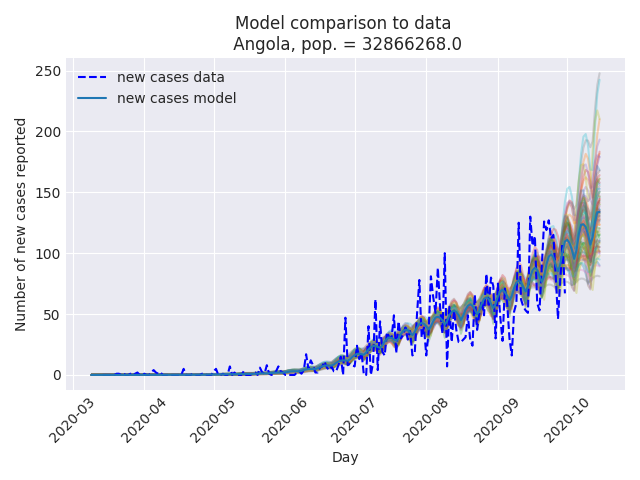 Model comparison to data
Angola, pop. = 32866268.0
new cases data
new cases model
Number of new cases reported
250
200
150
100
50
0
2020-03
2020-04
2020-05
2020-06
2020-07
2020-08
2020-09
2020-10
Day